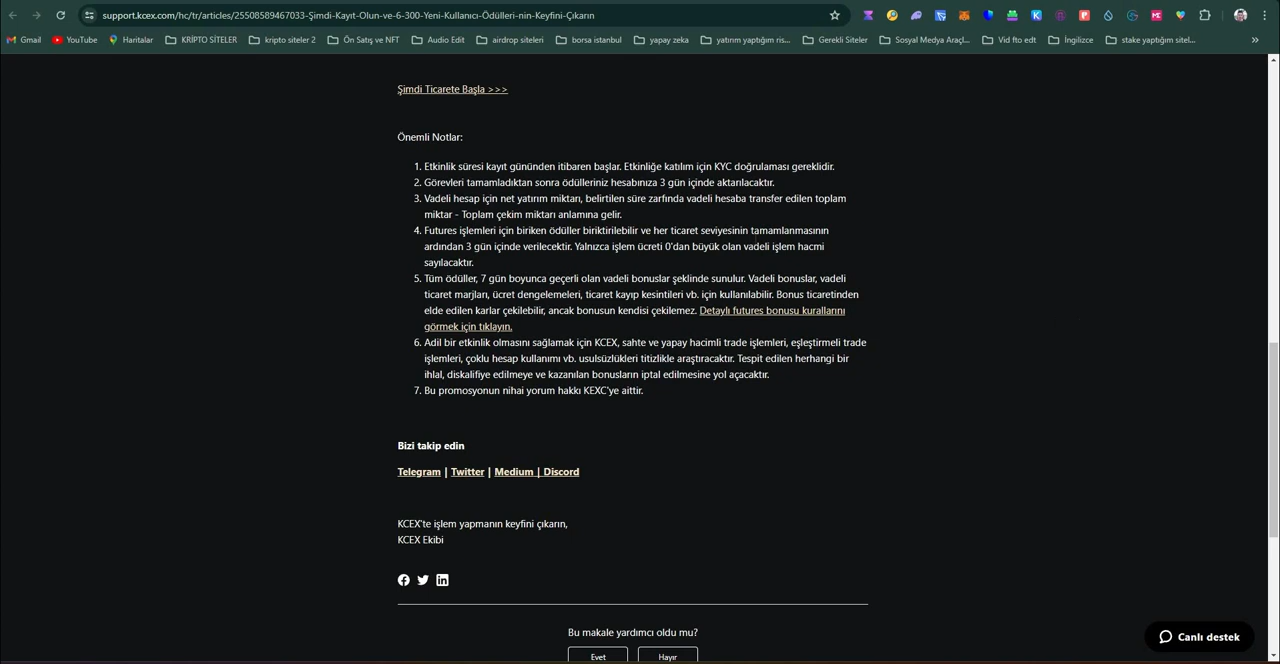 support.kcex.com/hc/tr/articles/25508589467033-Şimdi-Kayıt-Olun-ve-6-300-Yeni-Kullanıcı-Ödülleri-nin-Keyfini-Çıkarın
Gmail YouTube Haritalar KRİPTO SİTELER kripto siteler 2 Ön Satış ve NFT Audio Edit airdrop siteleri borsa istanbul yapay zeka yatırım yaptığım ris... Gerekli Siteler Sosyal Medya Araçl... Vid fto edt İngilizce stake yaptığım sitel... »
Şimdi Ticarete Başla >>>
Önemli Notlar:
1. Etkinlik süresi kayıt gününden itibaren başlar. Etkinliğe katılım için KYC doğrulaması gereklidir.
2. Görevleri tamamladıktan sonra ödülleriniz hesabınıza 3 gün içinde aktarılacaktır.
3. Vadeli hesap için net yatırım miktarı, belirtilen süre zarfında vadeli hesaba transfer edilen toplam
miktar - Toplam çekim miktarı anlamına gelir.
4. Futures işlemleri için biriken ödüller biriktirilebilir ve her ticaret seviyesinin tamamlanmasının
ardından 3 gün içinde verilecektir. Yalnızca işlem ücreti 0'dan büyük olan vadeli işlem hacmi
sayılacaktır.
5. Tüm ödüller, 7 gün boyunca geçerli olan vadeli bonuslar şeklinde sunulur. Vadeli bonuslar, vadeli
ticaret marjları, ücret dengelemeleri, ticaret kayıp kesintileri vb. için kullanılabilir. Bonus ticaretinden
elde edilen karlar çekilebilir, ancak bonusun kendisi çekilemez. Detaylı futures bonusu kurallarını
görmek için tıklayın.
6. Adil bir etkinlik olmasını sağlamak için KCEX, sahte ve yapay hacimli trade işlemleri, eşleştirmeli trade
işlemleri, çoklu hesap kullanımı vb. usulsüzlükleri titizlikle araştıracaktır. Tespit edilen herhangi bir
ihlal, diskalifiye edilmeye ve kazanılan bonusların iptal edilmesine yol açacaktır.
7. Bu promosyonun nihai yorum hakkı KEXC'ye aittir.
Bizi takip edin
Telegram | Twitter | Medium | Discord
KCEX'te işlem yapmanın keyfini çıkarın,
KCEX Ekibi
Bu makale yardımcı oldu mu?
Canlı destek
Evet Hayır